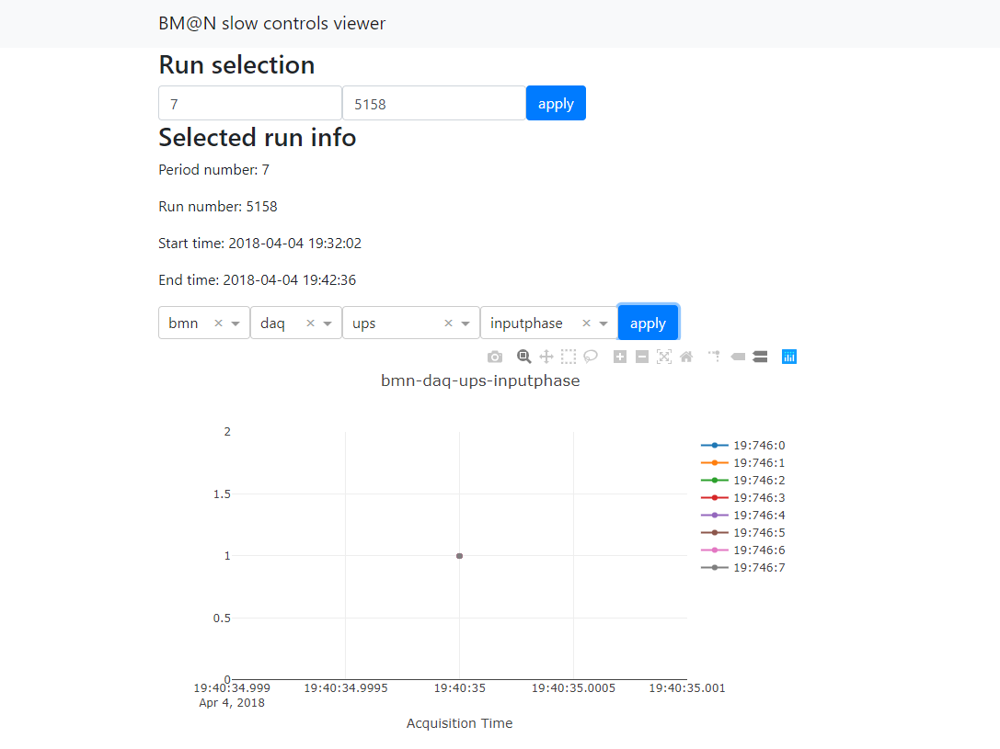 BM@N slow controls viewer
Run selection
7 5158 apply
Selected run info
Period number: 7
Run number: 5158
Start time: 2018-04-04 19:32:02
End time: 2018-04-04 19:42:36
bmn × daq × ups × inputphase × apply
bmn-daq-ups-inputphase
2
1.5
1
0.5
0
19:40:34.999 19:40:34.9995 19:40:35 19:40:35.0005 19:40:35.001
Apr 4, 2018
Acquisition Time
19:746:0
19:746:1
19:746:2
19:746:3
19:746:4
19:746:5
19:746:6
19:746:7